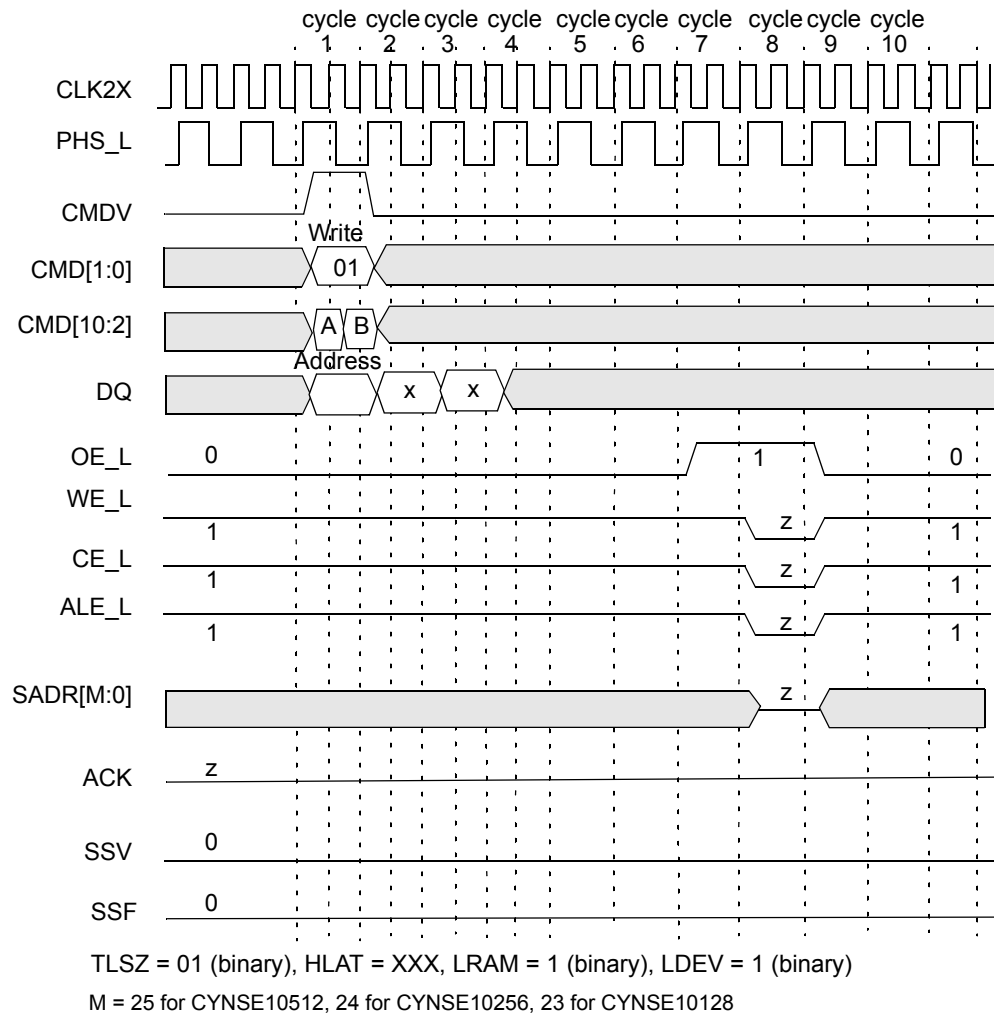 cycle cycle cycle cycle cycle cycle cycle cycle cycle cycle
1 2 3 4 5 6 7 8 9 10
CLK2X
PHS_L
CMDV
Write
CMD[1:0] 01
CMD[10:2] A B
Address
DQ x x
OE_L 0 1 0
WE_L 1 z 1
CE_L 1 z 1
ALE_L 1 z 1
SADR[M:0] z
ACK z
SSV 0
SSF 0
TLSZ = 01 (binary), HLAT = XXX, LRAM = 1 (binary), LDEV = 1 (binary)
M = 25 for CYNSE10512, 24 for CYNSE10256, 23 for CYNSE10128